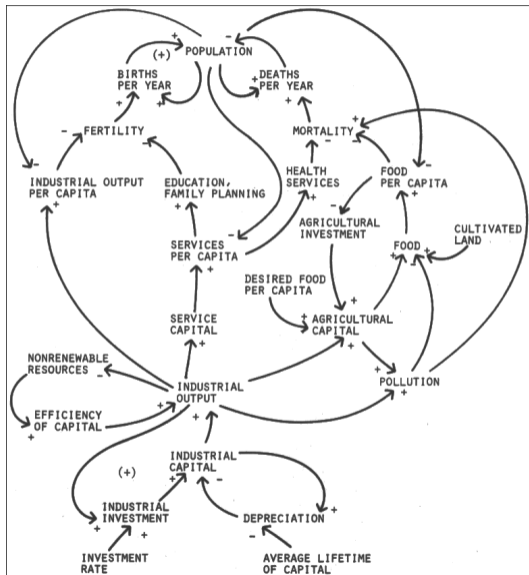 POPULATION
(+)
BIRTHS
PER YEAR
DEATHS
PER YEAR
FERTILITY
MORTALITY
INDUSTRIAL OUTPUT
PER CAPITA
EDUCATION,
FAMILY PLANNING
HEALTH
SERVICES
FOOD
PER CAPITA
SERVICES
PER CAPITA
AGRICULTURAL
INVESTMENT
FOOD
CULTIVATED
LAND
DESIRED FOOD
PER CAPITA
SERVICE
CAPITAL
AGRICULTURAL
CAPITAL
NONRENEWABLE
RESOURCES
INDUSTRIAL
OUTPUT
POLLUTION
EFFICIENCY
OF CAPITAL
(+)
INDUSTRIAL
CAPITAL
INDUSTRIAL
INVESTMENT
DEPRECIATION
INVESTMENT
RATE
AVERAGE LIFETIME
OF CAPITAL